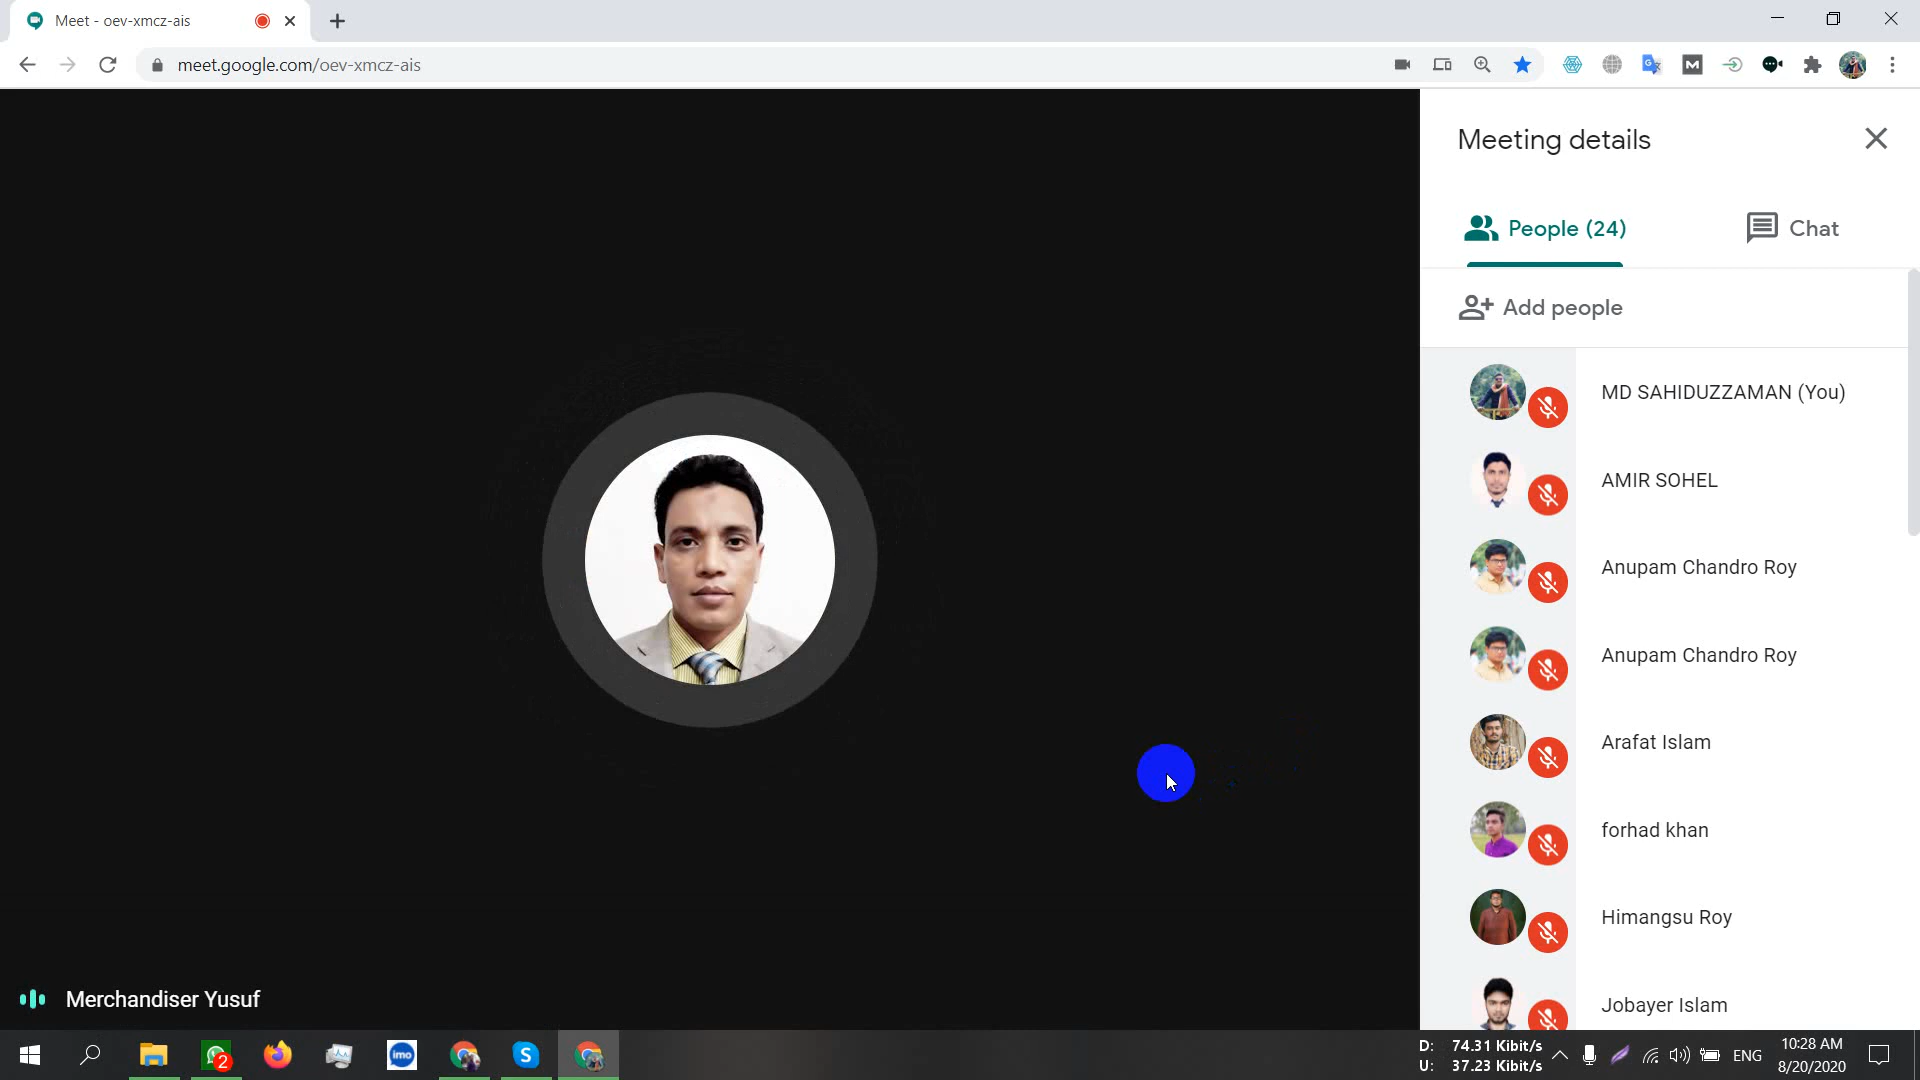 Meet - oev-xmcz-ais
meet.google.com/oev-xmcz-ais
Meeting details
People (24)
Chat
Add people
MD SAHIDUZZAMAN (You)
AMIR SOHEL
Anupam Chandro Roy
Anupam Chandro Roy
Arafat Islam
forhad khan
Himangsu Roy
Jobayer Islam
Merchandiser Yusuf
2
imo
D: 74.31 Kibit/s
U: 37.23 Kibit/s
ENG
10:28 AM
8/20/2020